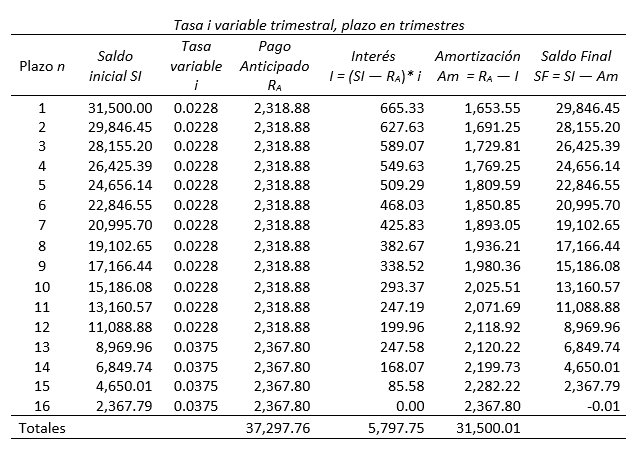 Tasa i variable trimestral, plazo en trimestres
Plazo n Saldo inicial SI Tasa variable i Pago Anticipado RA Interés I = (SI — RA)* i Amortización Am = RA — I Saldo Final SF = SI — Am
1 31,500.00 0.0228 2,318.88 665.33 1,653.55 29,846.45
2 29,846.45 0.0228 2,318.88 627.63 1,691.25 28,155.20
3 28,155.20 0.0228 2,318.88 589.07 1,729.81 26,425.39
4 26,425.39 0.0228 2,318.88 549.63 1,769.25 24,656.14
5 24,656.14 0.0228 2,318.88 509.29 1,809.59 22,846.55
6 22,846.55 0.0228 2,318.88 468.03 1,850.85 20,995.70
7 20,995.70 0.0228 2,318.88 425.83 1,893.05 19,102.65
8 19,102.65 0.0228 2,318.88 382.67 1,936.21 17,166.44
9 17,166.44 0.0228 2,318.88 338.52 1,980.36 15,186.08
10 15,186.08 0.0228 2,318.88 293.37 2,025.51 13,160.57
11 13,160.57 0.0228 2,318.88 247.19 2,071.69 11,088.88
12 11,088.88 0.0228 2,318.88 199.96 2,118.92 8,969.96
13 8,969.96 0.0375 2,367.80 247.58 2,120.22 6,849.74
14 6,849.74 0.0375 2,367.80 168.07 2,199.73 4,650.01
15 4,650.01 0.0375 2,367.80 85.58 2,282.22 2,367.79
16 2,367.79 0.0375 2,367.80 0.00 2,367.80 -0.01
Totales 37,297.76 5,797.75 31,500.01